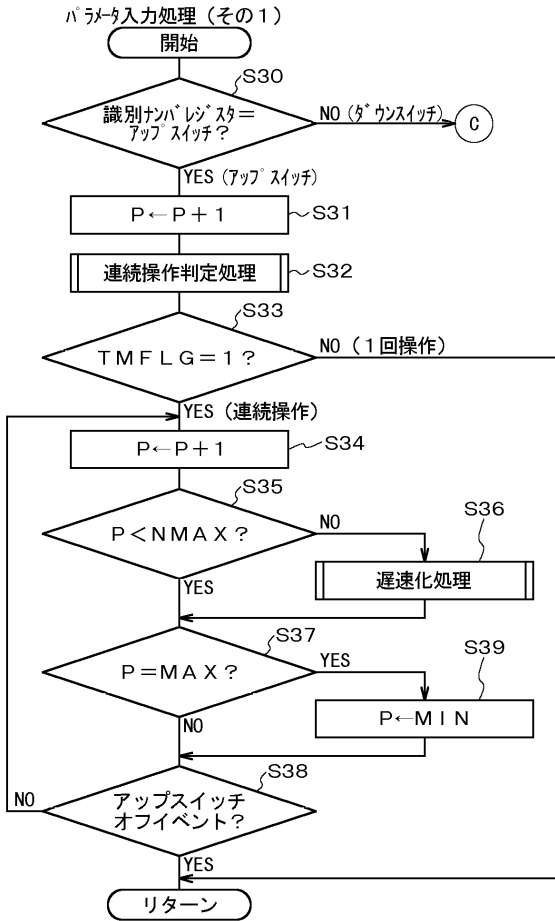 パラメータ入力処理（その１）
開始
S30
識別ナンバレジスタ＝
アップスイッチ？
NO（ダウンスイッチ）
C
YES（アップスイッチ）
P←P＋1
S31
連続操作判定処理
S32
S33
TMFLG＝1？
NO（１回操作）
YES（連続操作）
P←P＋1
S34
S35
P＜NMAX？
NO
S36
遅速化処理
YES
S37
P＝MAX？
YES
S39
P←MIN
NO
S38
アップスイッチ
オフイベント？
NO
YES
リターン